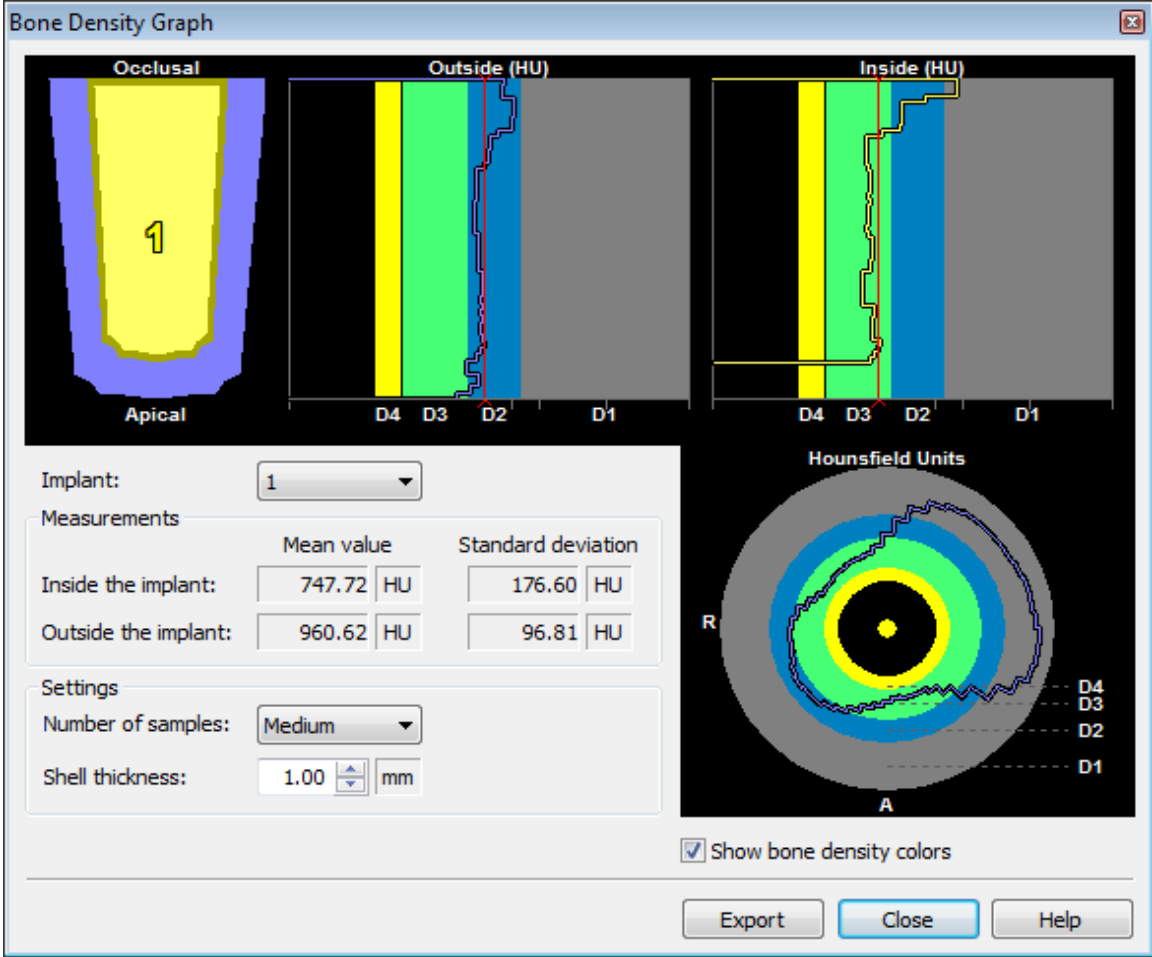 Bone Density Graph
Occlusal
Outside (HU)
Inside (HU)
1
Apical
D4 D3 D2 D1
D4 D3 D2 D1
Hounsfield Units
R
D4
D3
D2
D1
A
Implant: 1
Measurements
Mean value Standard deviation
Inside the implant: 747.72 HU 176.60 HU
Outside the implant: 960.62 HU 96.81 HU
Settings
Number of samples: Medium
Shell thickness: 1.00 mm
Show bone density colors
Export Close Help